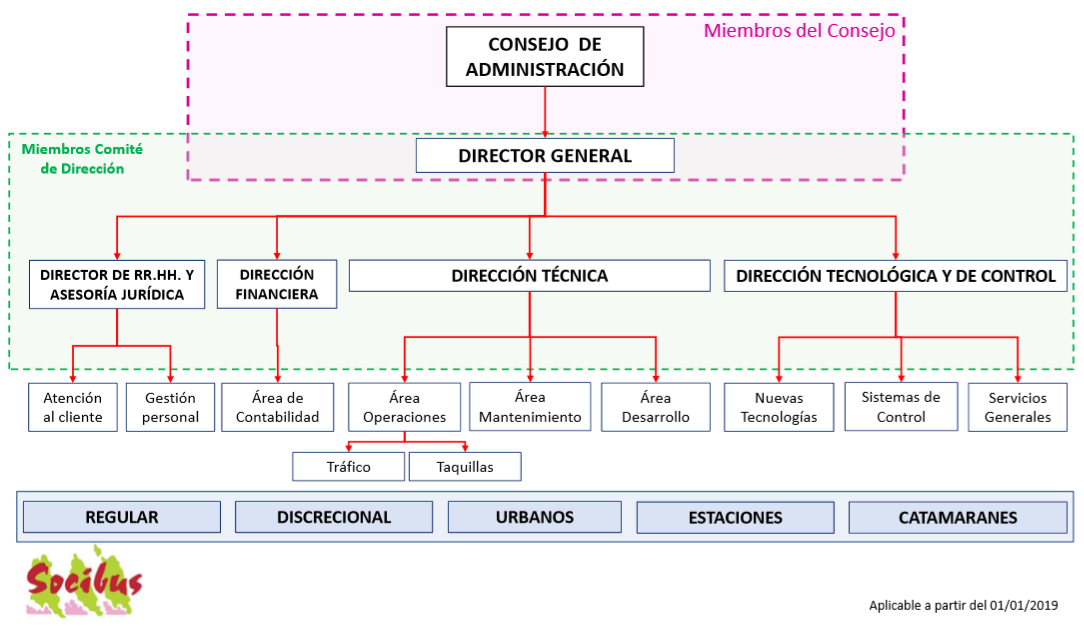 Miembros del Consejo
CONSEJO DE
ADMINISTRACIÓN
Miembros Comité
de Dirección
DIRECTOR GENERAL
DIRECTOR DE RR.HH. Y
ASESORÍA JURÍDICA
DIRECCIÓN
FINANCIERA
DIRECCIÓN TÉCNICA
DIRECCIÓN TECNOLÓGICA Y DE CONTROL
Atención
al cliente
Gestión
personal
Área de
Contabilidad
Área
Operaciones
Área
Mantenimiento
Área
Desarrollo
Nuevas
Tecnologías
Sistemas de
Control
Servicios
Generales
Tráfico
Taquillas
REGULAR
DISCRECIONAL
URBANOS
ESTACIONES
CATAMARANES
Socibus
Aplicable a partir del 01/01/2019